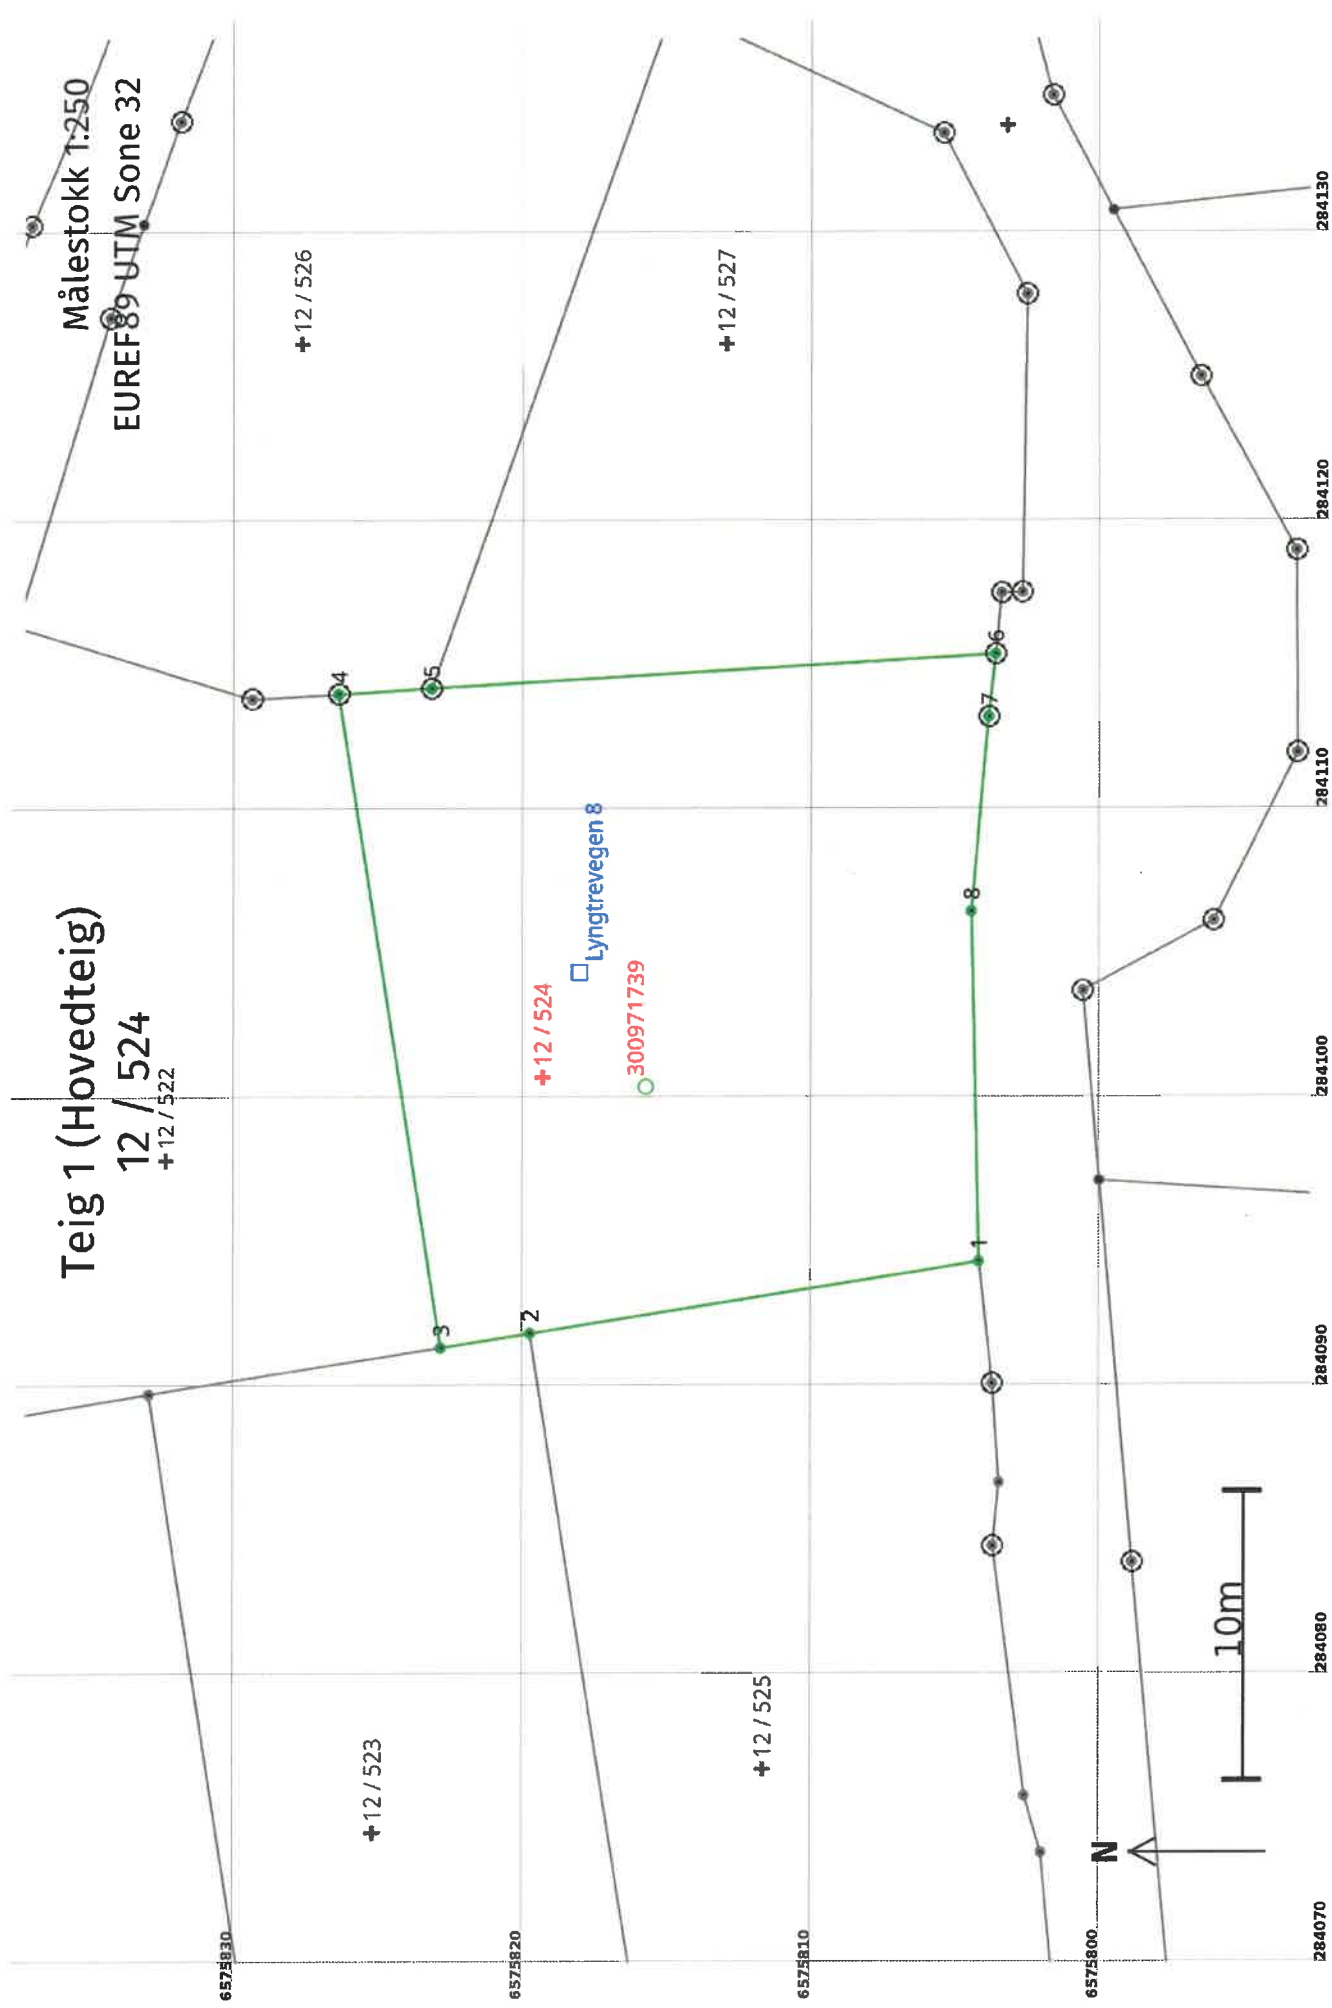 Teig 1 (Hovedteig)
12 / 524
Målestokk 1:250
EUREF89 UTM Sone 32
+12 / 522
+12 / 526
+12 / 527
+12 / 523
+12 / 525
+12 / 524
Lyngtrevegen 8
300971739
1
2
3
4
5
6
7
8
6575830
6575820
6575810
6575800
284070
284080
284090
284100
284110
284120
284130
N
10m